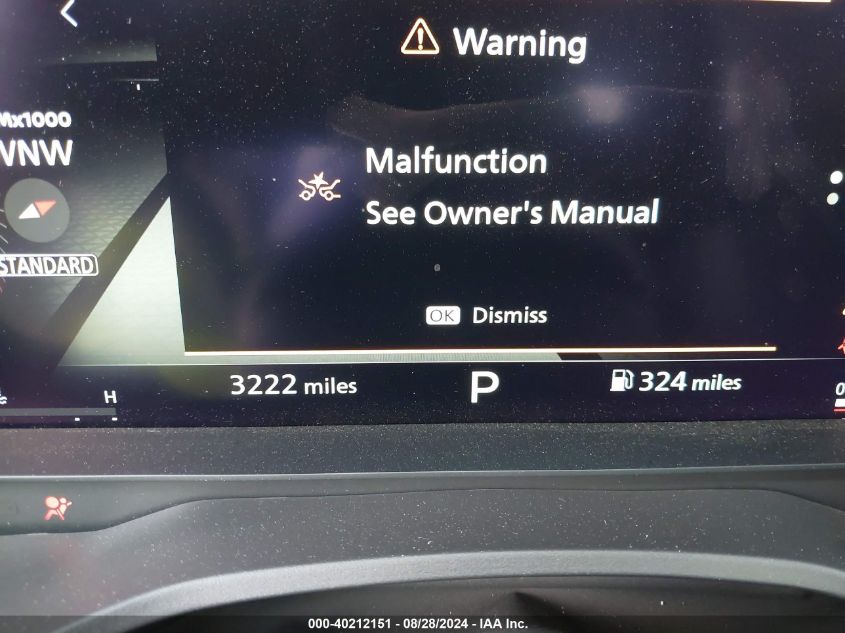 Warning
Mx1000
WNW
Malfunction
See Owner's Manual
STANDARD
OK Dismiss
H
3222 miles
P
324 miles
000-40212151 - 08/28/2024 - IAA Inc.